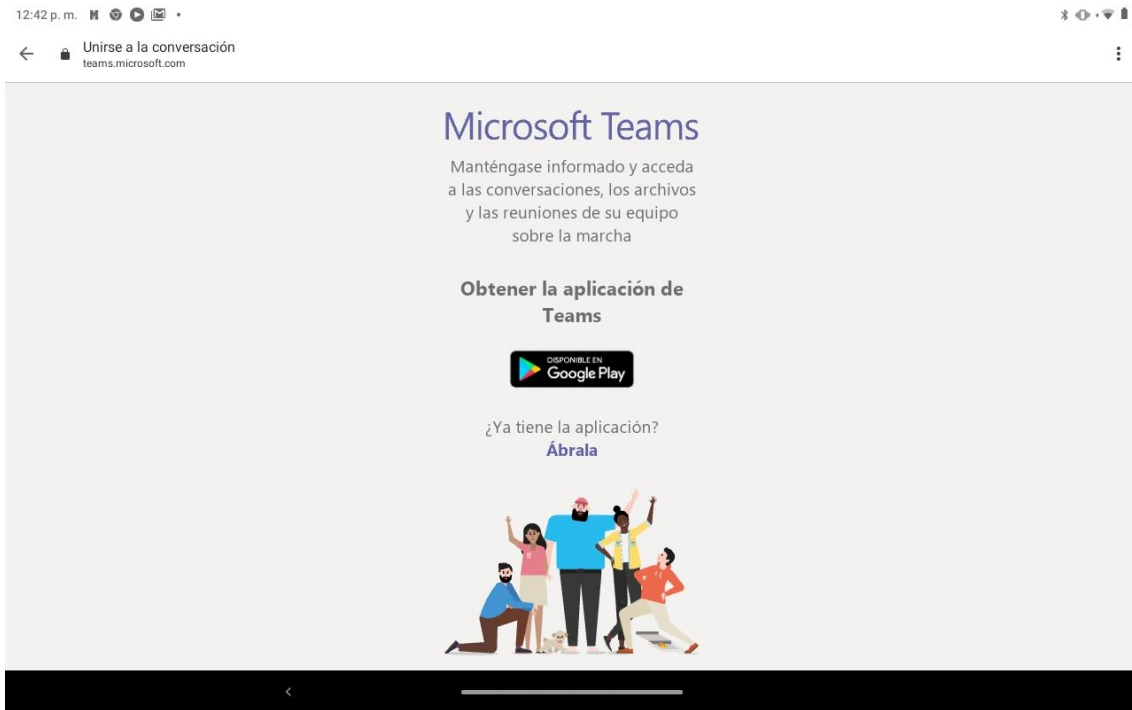 12:42 p. m.
Unirse a la conversación
teams.microsoft.com
Microsoft Teams
Manténgase informado y acceda
a las conversaciones, los archivos
y las reuniones de su equipo
sobre la marcha
Obtener la aplicación de
Teams
DISPONIBLE EN
Google Play
¿Ya tiene la aplicación?
Ábrala